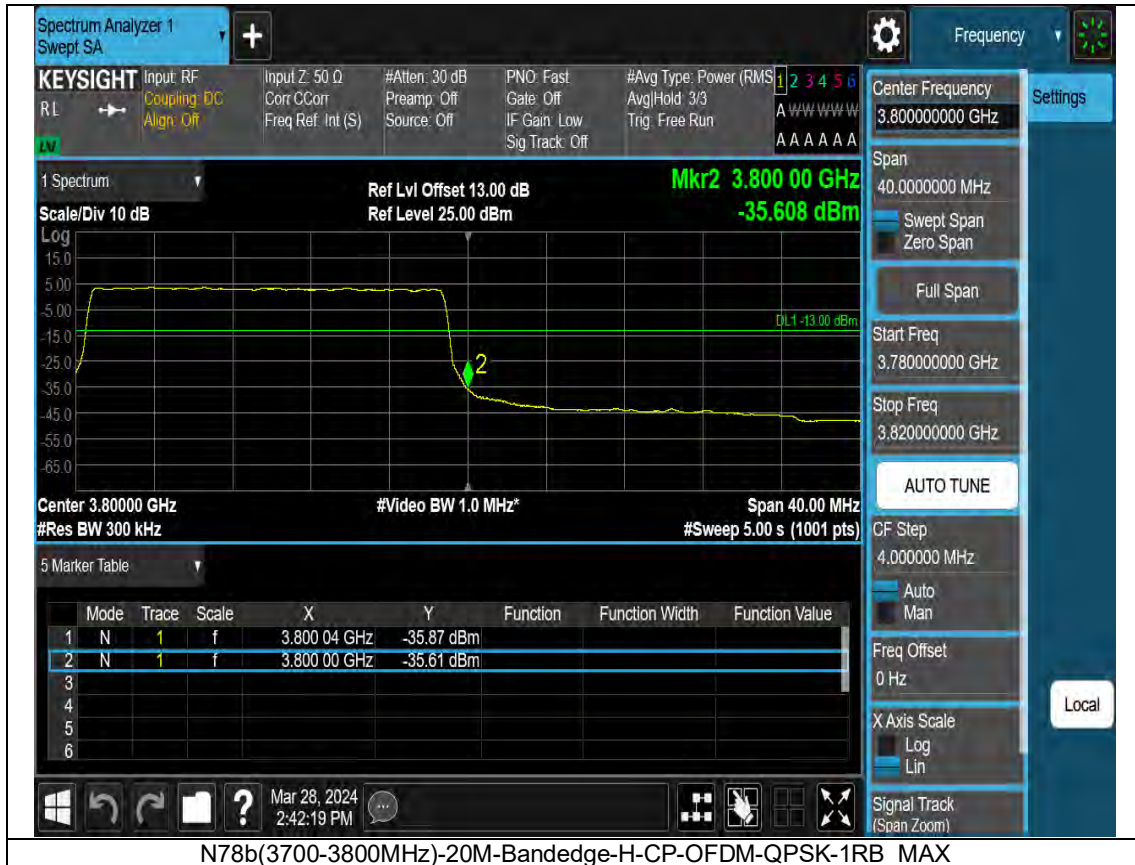 Spectrum Analyzer 1
Swept SA
+
Frequency
KEYSIGHT
RL
Input: RF
Coupling: DC
Align: Off
Input Z: 50 Ω
Corr CCorr
Freq Ref: Int (S)
#Atten: 30 dB
Preamp: Off
Source: Off
PNO: Fast
Gate: Off
IF Gain: Low
Sig Track: Off
#Avg Type: Power (RMS
Avg|Hold: 3/3
Trig: Free Run
1 2 3 4 5 6
A W W W W W
A A A A A A
1 Spectrum
Scale/Div 10 dB
Ref Lvl Offset 13.00 dB
Ref Level 25.00 dBm
Mkr2 3.800 00 GHz
-35.608 dBm
Log
15.0
5.00
-5.00
-15.0
-25.0
-35.0
-45.0
-55.0
-65.0
DL1 -13.00 dBm
2
Center 3.80000 GHz
#Res BW 300 kHz
#Video BW 1.0 MHz*
Span 40.00 MHz
#Sweep 5.00 s (1001 pts)
5 Marker Table
Mode Trace Scale X Y Function Function Width Function Value
1 N 1 f 3.800 04 GHz -35.87 dBm
2 N 1 f 3.800 00 GHz -35.61 dBm
3
4
5
6
Mar 28, 2024
2:42:19 PM
?
Center Frequency
3.800000000 GHz
Settings
Span
40.0000000 MHz
Swept Span
Zero Span
Full Span
Start Freq
3.780000000 GHz
Stop Freq
3.820000000 GHz
AUTO TUNE
CF Step
4.000000 MHz
Auto
Man
Freq Offset
0 Hz
X Axis Scale
Log
Lin
Local
Signal Track
(Span Zoom)
N78b(3700-3800MHz)-20M-Bandedge-H-CP-OFDM-QPSK-1RB_MAX